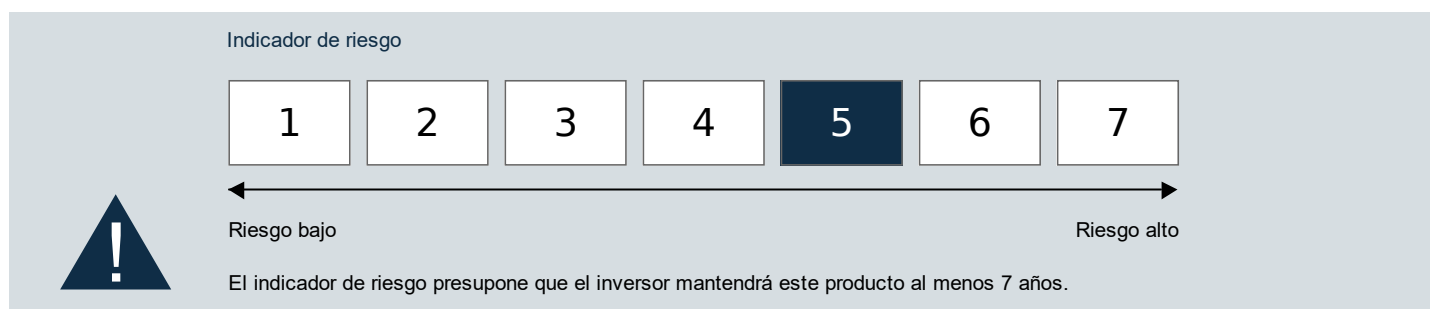 Indicador de riesgo
1 2 3 4 5 6 7
Riesgo bajo Riesgo alto
!
El indicador de riesgo presupone que el inversor mantendrá este producto al menos 7 años.